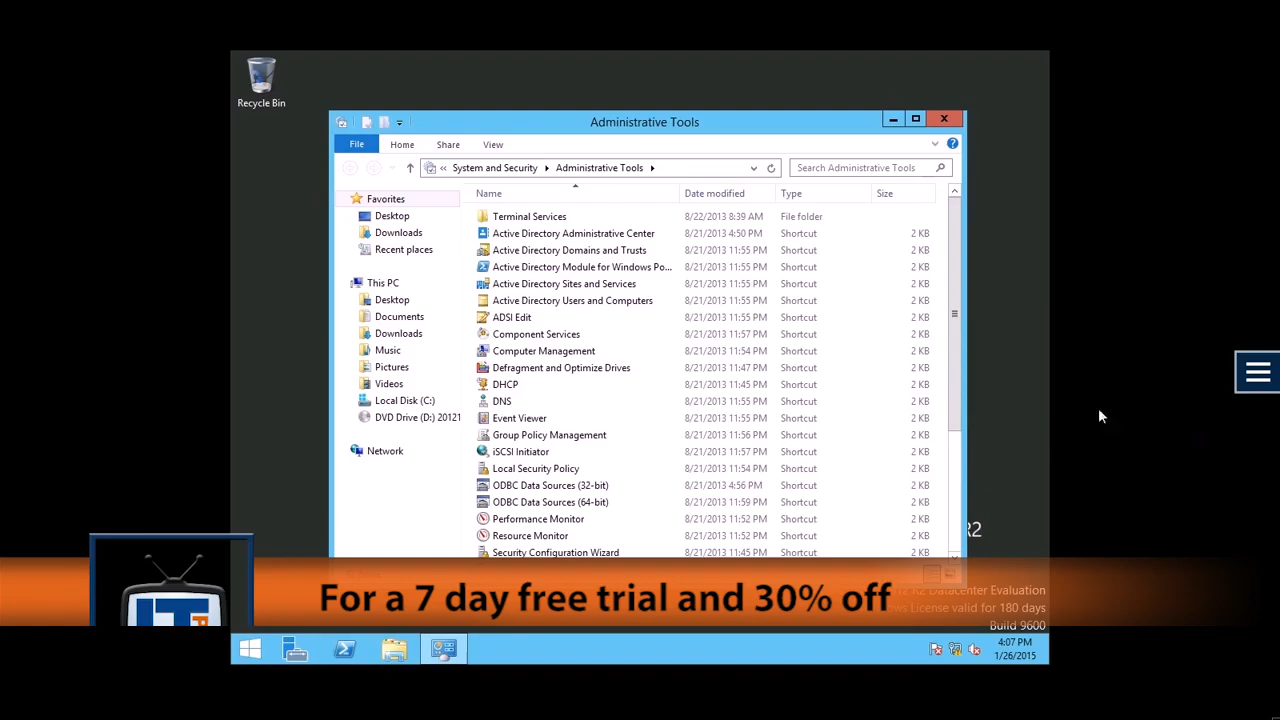 Recycle Bin
Administrative Tools
File Home Share View
« System and Security Administrative Tools
Search Administrative Tools
Name Date modified Type Size
Favorites
Desktop
Downloads
Recent places
This PC
Desktop
Documents
Downloads
Music
Pictures
Videos
Local Disk (C:)
DVD Drive (D:) 20121
Network
Terminal Services 8/22/2013 8:39 AM File folder
Active Directory Administrative Center 8/21/2013 4:50 PM Shortcut 2 KB
Active Directory Domains and Trusts 8/21/2013 11:55 PM Shortcut 2 KB
Active Directory Module for Windows Po... 8/21/2013 11:55 PM Shortcut 2 KB
Active Directory Sites and Services 8/21/2013 11:55 PM Shortcut 2 KB
Active Directory Users and Computers 8/21/2013 11:55 PM Shortcut 2 KB
ADSI Edit 8/21/2013 11:55 PM Shortcut 2 KB
Component Services 8/21/2013 11:57 PM Shortcut 2 KB
Computer Management 8/21/2013 11:54 PM Shortcut 2 KB
Defragment and Optimize Drives 8/21/2013 11:47 PM Shortcut 2 KB
DHCP 8/21/2013 11:45 PM Shortcut 2 KB
DNS 8/21/2013 11:55 PM Shortcut 2 KB
Event Viewer 8/21/2013 11:55 PM Shortcut 2 KB
Group Policy Management 8/21/2013 11:56 PM Shortcut 2 KB
iSCSI Initiator 8/21/2013 11:57 PM Shortcut 2 KB
Local Security Policy 8/21/2013 11:54 PM Shortcut 2 KB
ODBC Data Sources (32-bit) 8/21/2013 4:56 PM Shortcut 2 KB
ODBC Data Sources (64-bit) 8/21/2013 11:59 PM Shortcut 2 KB
Performance Monitor 8/21/2013 11:52 PM Shortcut 2 KB
Resource Monitor 8/21/2013 11:52 PM Shortcut 2 KB
Security Configuration Wizard 8/21/2013 11:45 PM Shortcut 2 KB
R2
R2 Datacenter Evaluation
License valid for 180 days
Build 9600
IT
For a 7 day free trial and 30% off
4:07 PM
1/26/2015